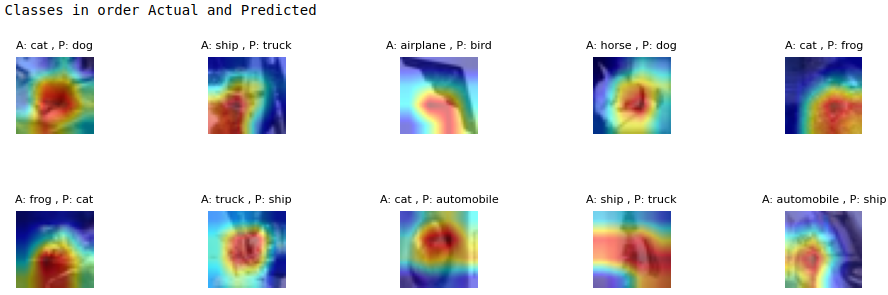 Classes in order Actual and Predicted
A: cat , P: dog
A: ship , P: truck
A: airplane , P: bird
A: horse , P: dog
A: cat , P: frog
A: frog , P: cat
A: truck , P: ship
A: cat , P: automobile
A: ship , P: truck
A: automobile , P: ship